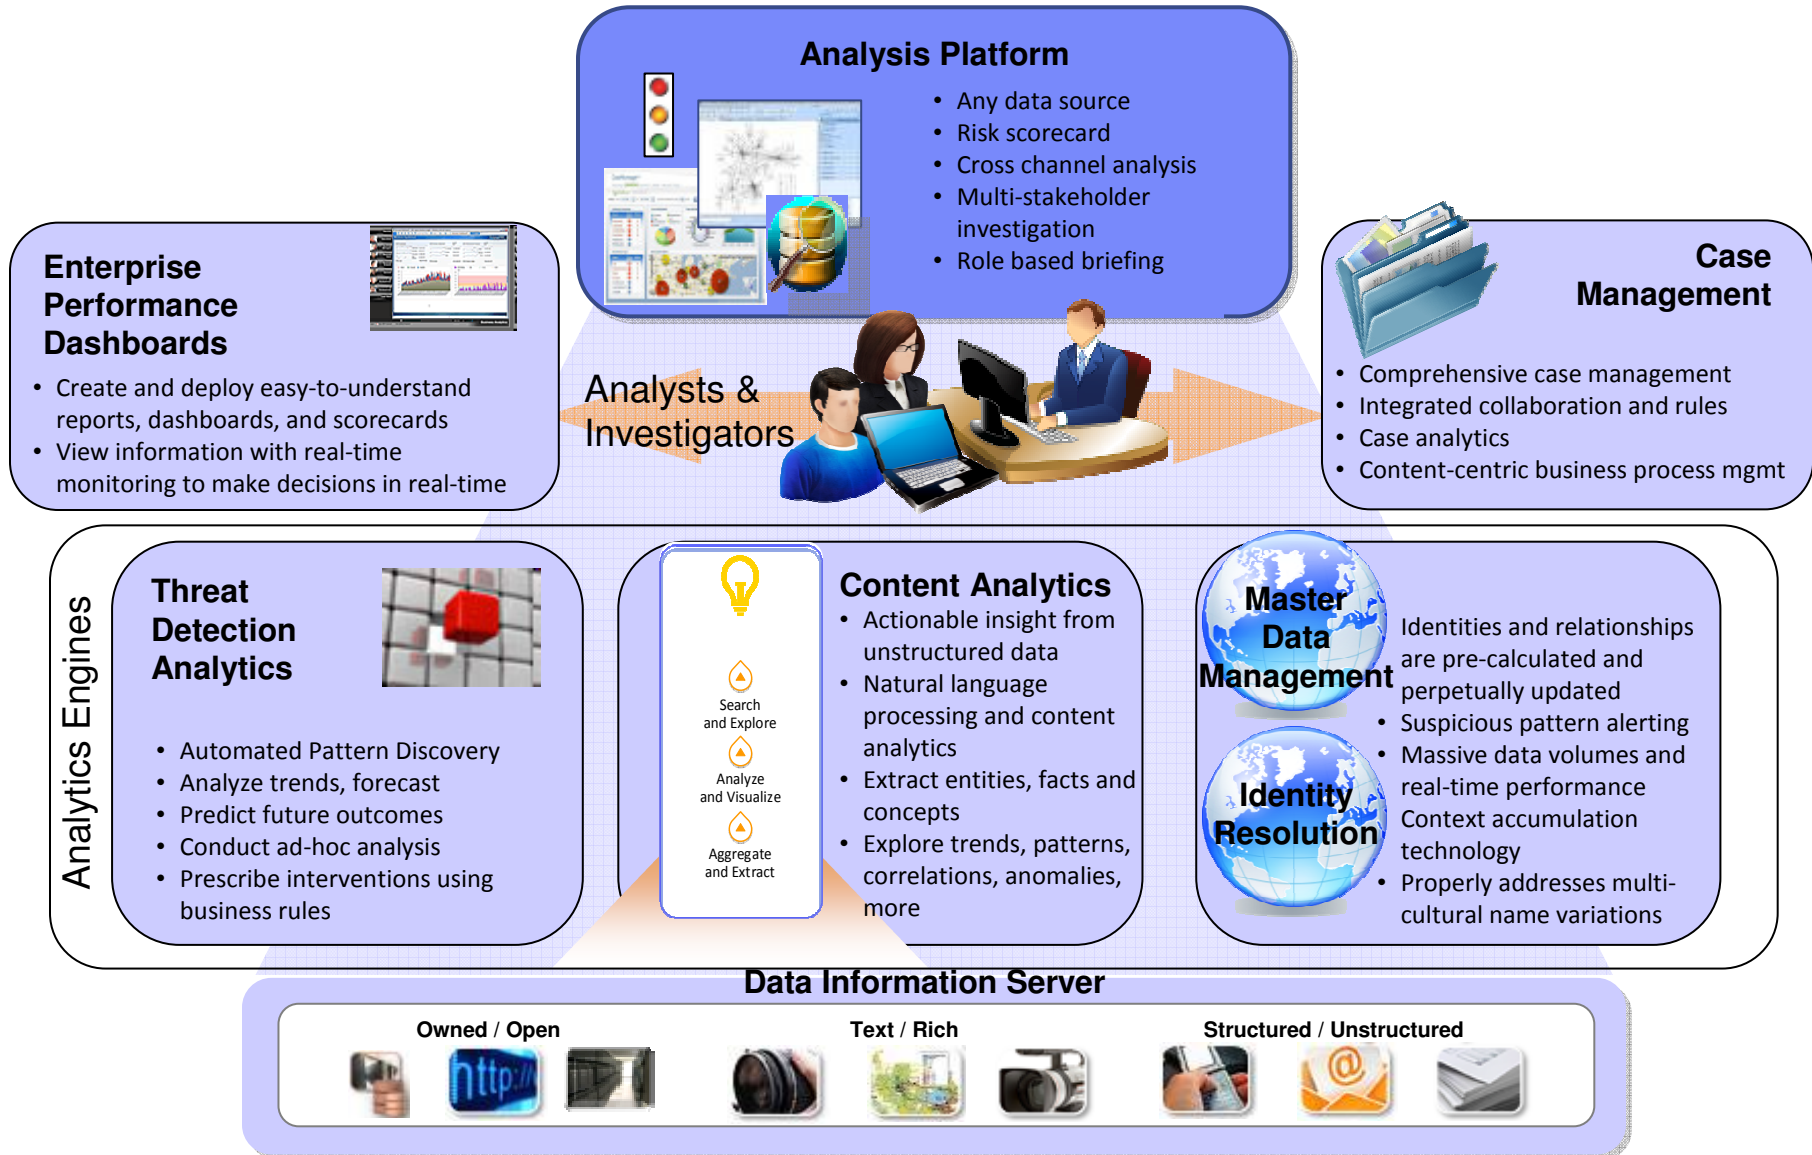 Analysis Platform
• Any data source
• Risk scorecard
• Cross channel analysis
• Multi-stakeholder
investigation
• Role based briefing
Enterprise
Performance
Dashboards
• Create and deploy easy-to-understand
reports, dashboards, and scorecards
• View information with real-time
monitoring to make decisions in real-time
Analysts &
Investigators
Case
Management
• Comprehensive case management
• Integrated collaboration and rules
• Case analytics
• Content-centric business process mgmt
Analytics Engines
Threat
Detection
Analytics
• Automated Pattern Discovery
• Analyze trends, forecast
• Predict future outcomes
• Conduct ad-hoc analysis
• Prescribe interventions using
business rules
Search
and Explore
Analyze
and Visualize
Aggregate
and Extract
Content Analytics
• Actionable insight from
unstructured data
• Natural language
processing and content
analytics
• Extract entities, facts and
concepts
• Explore trends, patterns,
correlations, anomalies,
more
Master
Data
Management
Identity
Resolution
Identities and relationships
are pre-calculated and
perpetually updated
• Suspicious pattern alerting
• Massive data volumes and
real-time performance
Context accumulation
technology
• Properly addresses multi-
cultural name variations
Data Information Server
Owned / Open
Text / Rich
Structured / Unstructured
http:/
@